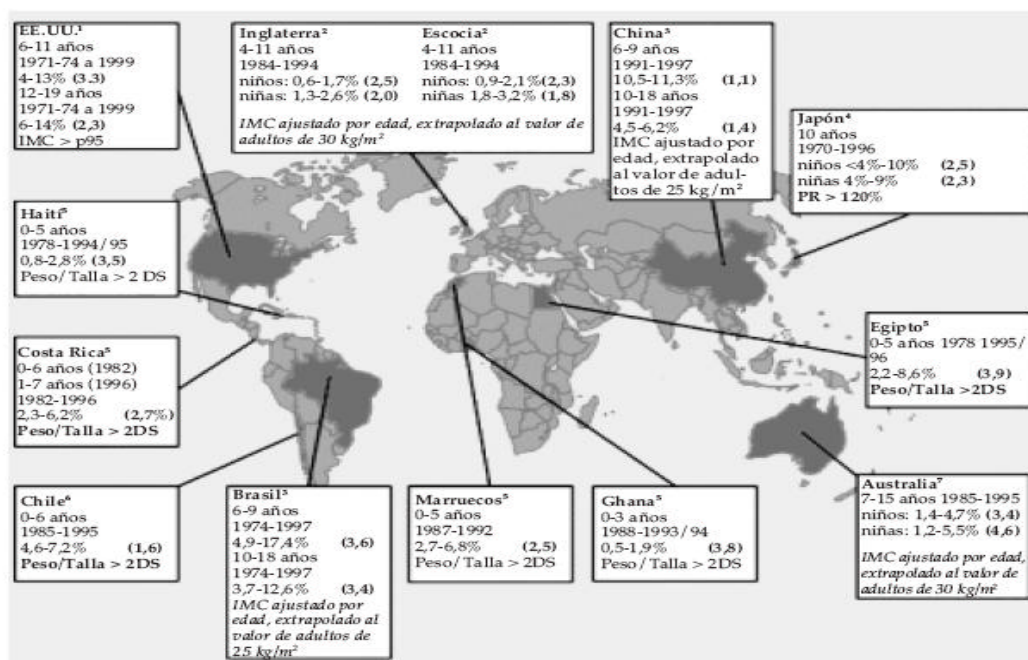 EE.UU.¹
6-11 años
1971-74 a 1999
4-13% (3.3)
12-19 años
1971-74 a 1999
6-14% (2,3)
IMC > p95
Inglaterra²
4-11 años
1984-1994
niños: 0,6-1,7% (2,5)
niñas: 1,3-2,6% (2,0)
Escocia²
4-11 años
1984-1994
niños: 0,9-2,1%(2,3)
niñas 1,8-3,2% (1,8)
IMC ajustado por edad, extrapolado al valor de
adultos de 30 kg/m²
China³
6-9 años
1991-1997
10,5-11,3% (1,1)
10-18 años
1991-1997
4,5-6,2% (1,4)
IMC ajustado por
edad, extrapolado
al valor de adul-
tos de 25 kg/m²
Japón⁴
10 años
1970-1996
niños <4%-10% (2,5)
niñas 4%-9% (2,3)
PR > 120%
Haití⁵
0-5 años
1978-1994/95
0,8-2,8% (3,5)
Peso/Talla > 2 DS
Costa Rica⁵
0-6 años (1982)
1-7 años (1996)
1982-1996
2,3-6,2% (2,7%)
Peso/Talla > 2DS
Egipto⁵
0-5 años 1978 1995/
96
2,2-8,6% (3,9)
Peso/Talla >2DS
Chile⁶
0-6 años
1985-1995
4,6-7,2% (1,6)
Peso/Talla > 2DS
Brasil³
6-9 años
1974-1997
4,9-17,4% (3,6)
10-18 años
1974-1997
3,7-12,6% (3,4)
IMC ajustado por
edad, extrapolado al
valor de adultos de
25 kg/m²
Marruecos⁵
0-5 años
1987-1992
2,7-6,8% (2,5)
Peso/Talla > 2DS
Ghana⁵
0-3 años
1988-1993/94
0,5-1,9% (3,8)
Peso/Talla > 2DS
Australia⁷
7-15 años 1985-1995
niños: 1,4-4,7% (3,4)
niñas: 1,2-5,5% (4,6)
IMC ajustado por edad,
extrapolado al valor de
adultos de 30 kg/m²